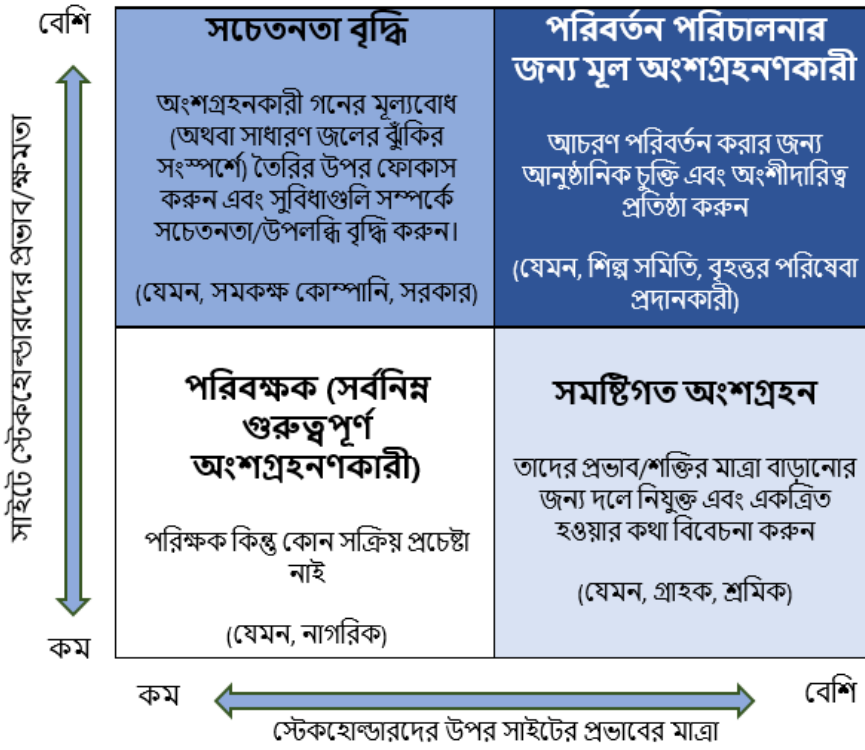 বেশি
সাইটে স্টেকহোল্ডারদের প্রভাব/ক্ষমতা
কম
সচেতনতা বৃদ্ধি
অংশগ্রহনকারী গনের মূল্যবোধ
(অথবা সাধারণ জলের ঝুঁকির
সংস্পর্শে) তৈরির উপর ফোকাস
করুন এবং সুবিধাগুলি সম্পর্কে
সচেতনতা/উপলব্ধি বৃদ্ধি করুন।
(যেমন, সমকক্ষ কোম্পানি, সরকার)
পরিবর্তন পরিচালনার
জন্য মূল অংশগ্রহনণকারী
আচরণ পরিবর্তন করার জন্য
আনুষ্ঠানিক চুক্তি এবং অংশীদারিত্ব
প্রতিষ্ঠা করুন
(যেমন, শিল্প সমিতি, বৃহত্তর পরিষেবা
প্রদানকারী)
পরিবক্ষক (সর্বনিম্ন
গুরুত্বপূর্ণ
অংশগ্রহনণকারী)
পরিক্ষক কিন্তু কোন সক্রিয় প্রচেষ্টা
নাই
(যেমন, নাগরিক)
সমষ্টিগত অংশগ্রহন
তাদের প্রভাব/শক্তির মাত্রা বাড়ানোর
জন্য দলে নিযুক্ত এবং একত্রিত
হওয়ার কথা বিবেচনা করুন
(যেমন, গ্রাহক, শ্রমিক)
কম
বেশি
স্টেকহোল্ডারদের উপর সাইটের প্রভাবের মাত্রা